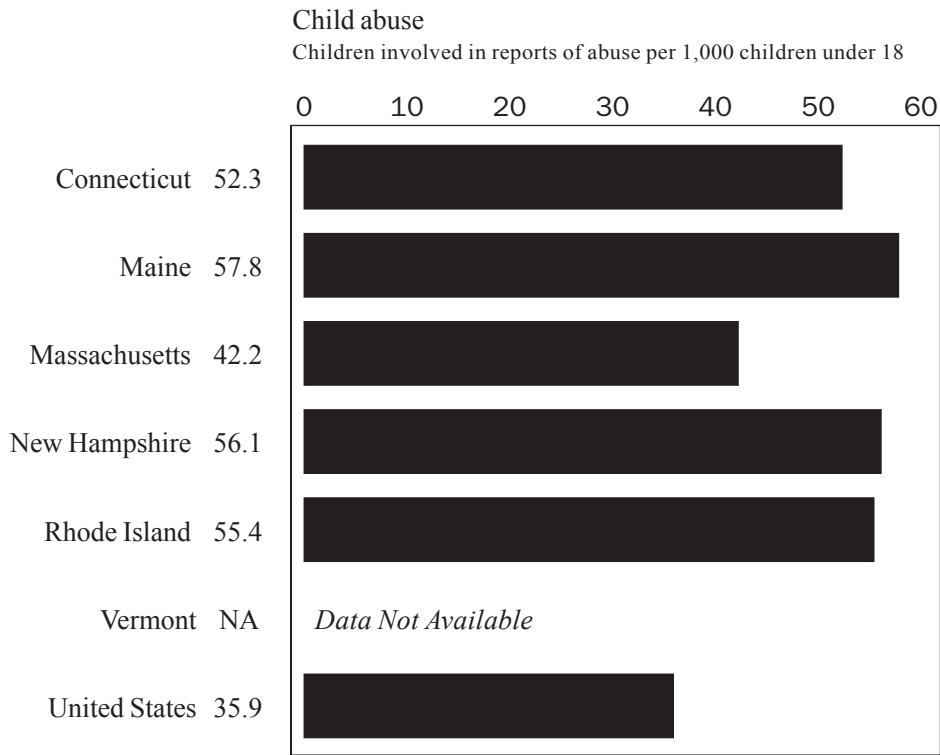 Child abuse
Children involved in reports of abuse per 1,000 children under 18
0 10 20 30 40 50 60
Connecticut 52.3
Maine 57.8
Massachusetts 42.2
New Hampshire 56.1
Rhode Island 55.4
Vermont NA Data Not Available
United States 35.9